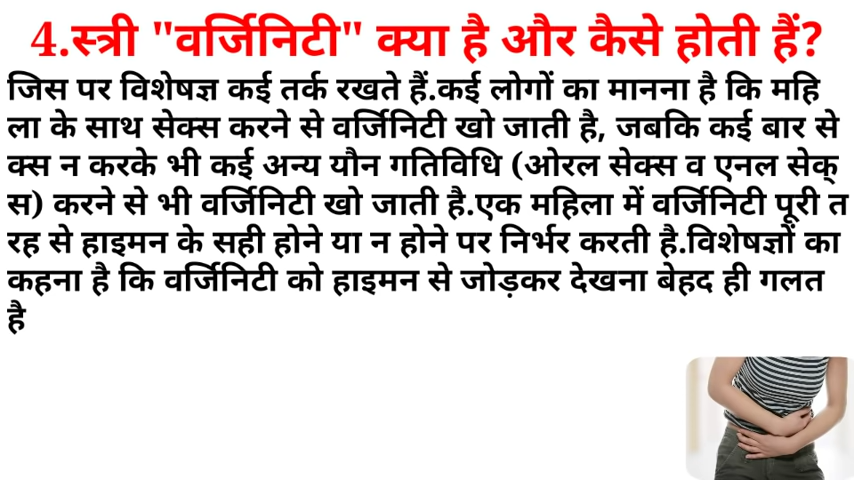 4.स्त्री "वर्जिनिटी" क्या है और कैसे होती हैं?
जिस पर विशेषज्ञ कई तर्क रखते हैं.कई लोगों का मानना है कि महि
ला के साथ सेक्स करने से वर्जिनिटी खो जाती है, जबकि कई बार से
क्स न करके भी कई अन्य यौन गतिविधि (ओरल सेक्स व एनल सेक्
स) करने से भी वर्जिनिटी खो जाती है.एक महिला में वर्जिनिटी पूरी त
रह से हाइमन के सही होने या न होने पर निर्भर करती है.विशेषज्ञों का
कहना है कि वर्जिनिटी को हाइमन से जोड़कर देखना बेहद ही गलत
है